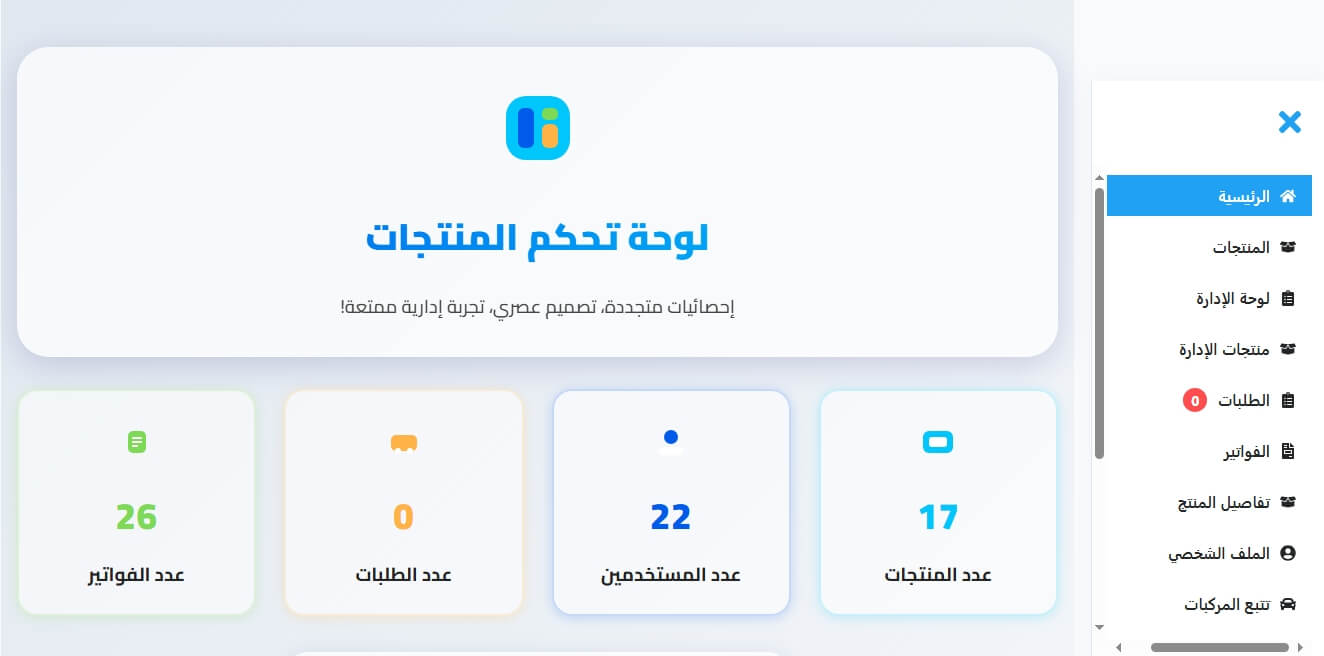 الرئيسية
المنتجات
لوحة الإدارة
منتجات الإدارة
الطلبات 0
الفواتير
تفاصيل المنتج
الملف الشخصي
تتبع المركبات
لوحة تحكم المنتجات
إحصائيات متجددة، تصميم عصري، تجربة إدارية ممتعة!
17
عدد المنتجات
22
عدد المستخدمين
0
عدد الطلبات
26
عدد الفواتير